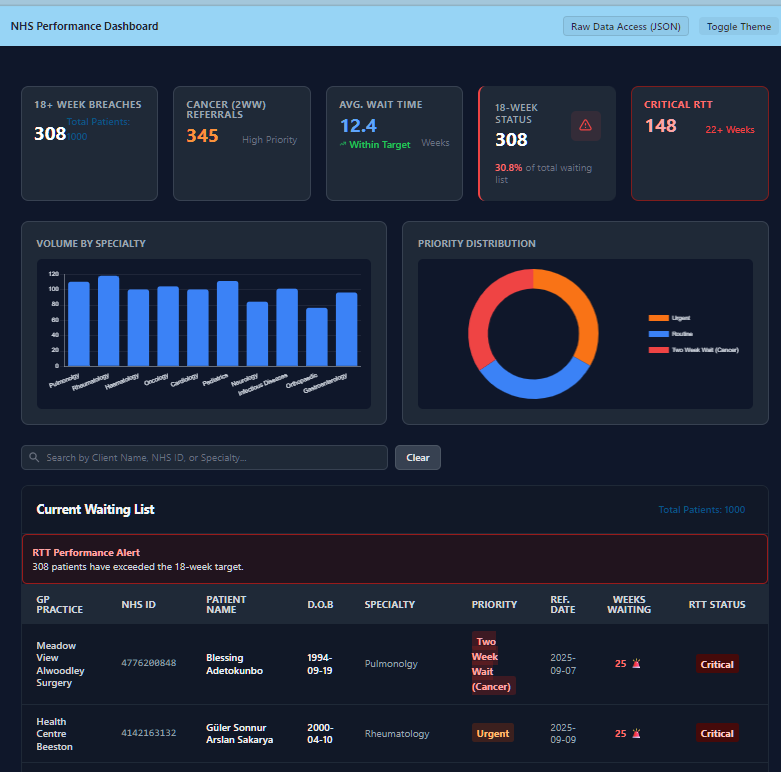 NHS Performance Dashboard
Raw Data Access (JSON)
Toggle Theme
18+ WEEK BREACHES
308
Total Patients:
1000
CANCER (2WW)
REFERRALS
345
High Priority
AVG. WAIT TIME
12.4
Within Target
Weeks
18-WEEK
STATUS
308
30.8% of total waiting
list
CRITICAL RTT
148
22+ Weeks
VOLUME BY SPECIALTY
120
100
80
60
40
20
0
Pulmonolgy
Rheumatology
Haematology
Oncology
Cardiology
Pediatrics
Neurology
Infectious Diseases
Orthopaedic
Gastroenterology
PRIORITY DISTRIBUTION
Urgent
Routine
Two Week Wait (Cancer)
Search by Client Name, NHS ID, or Specialty...
Clear
Current Waiting List
Total Patients: 1000
RTT Performance Alert
308 patients have exceeded the 18-week target.
GP
PRACTICE
NHS ID
PATIENT
NAME
D.O.B
SPECIALTY
PRIORITY
REF.
DATE
WEEKS
WAITING
RTT STATUS
Meadow
View
Alwoodley
Surgery
4776200848
Blessing
Adetokunbo
1994-
09-19
Pulmonolgy
Two
Week
Wait
(Cancer)
2025-
09-07
25
Critical
Health
Centre
Beeston
4142163132
Güler Sonnur
Arslan Sakarya
2000-
04-10
Rheumatology
Urgent
2025-
09-09
25
Critical